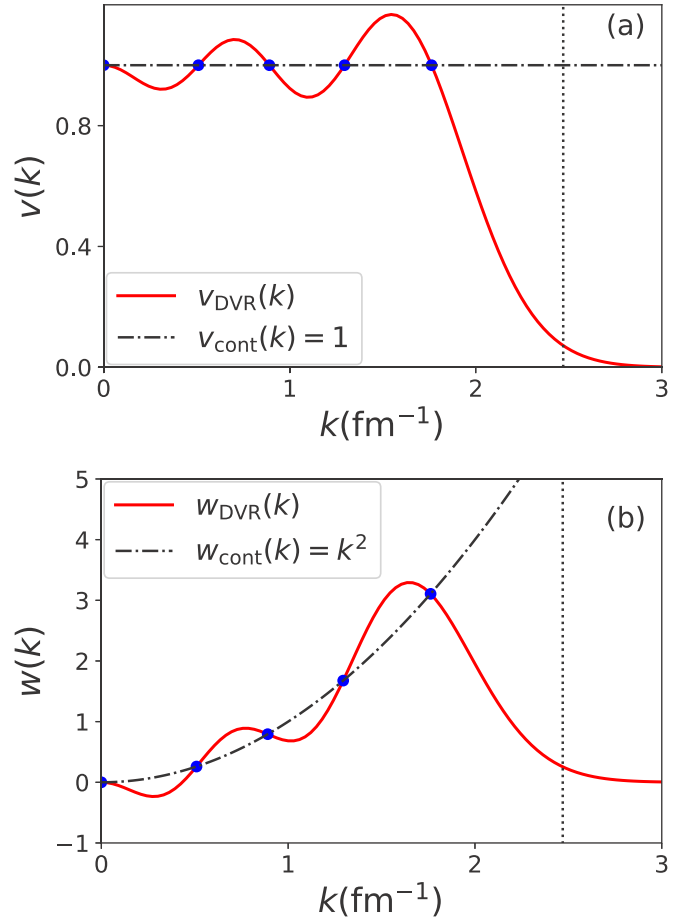 (a)
v(k)
0.8
0.4
0.0
v_DVR(k)
v_cont(k) = 1
0 1 2 3
k(fm⁻¹)
(b)
w(k)
5
4
3
2
1
0
−1
w_DVR(k)
w_cont(k) = k²
0 1 2 3
k(fm⁻¹)